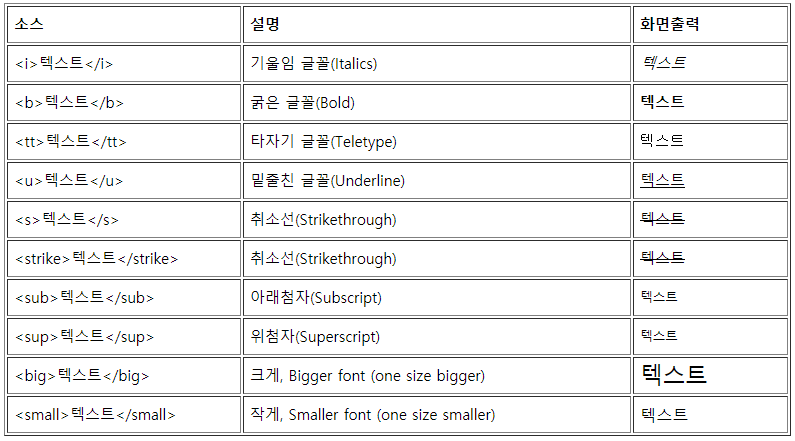 소스 설명 화면출력
<i>텍스트</i> 기울임 글꼴(Italics) 텍스트
<b>텍스트</b> 굵은 글꼴(Bold) 텍스트
<tt>텍스트</tt> 타자기 글꼴(Teletype) 텍스트
<u>텍스트</u> 밑줄친 글꼴(Underline) 텍스트
<s>텍스트</s> 취소선(Strikethrough) 텍스트
<strike>텍스트</strike> 취소선(Strikethrough) 텍스트
<sub>텍스트</sub> 아래첨자(Subscript) 텍스트
<sup>텍스트</sup> 위첨자(Superscript) 텍스트
<big>텍스트</big> 크게, Bigger font (one size bigger) 텍스트
<small>텍스트</small> 작게, Smaller font (one size smaller) 텍스트